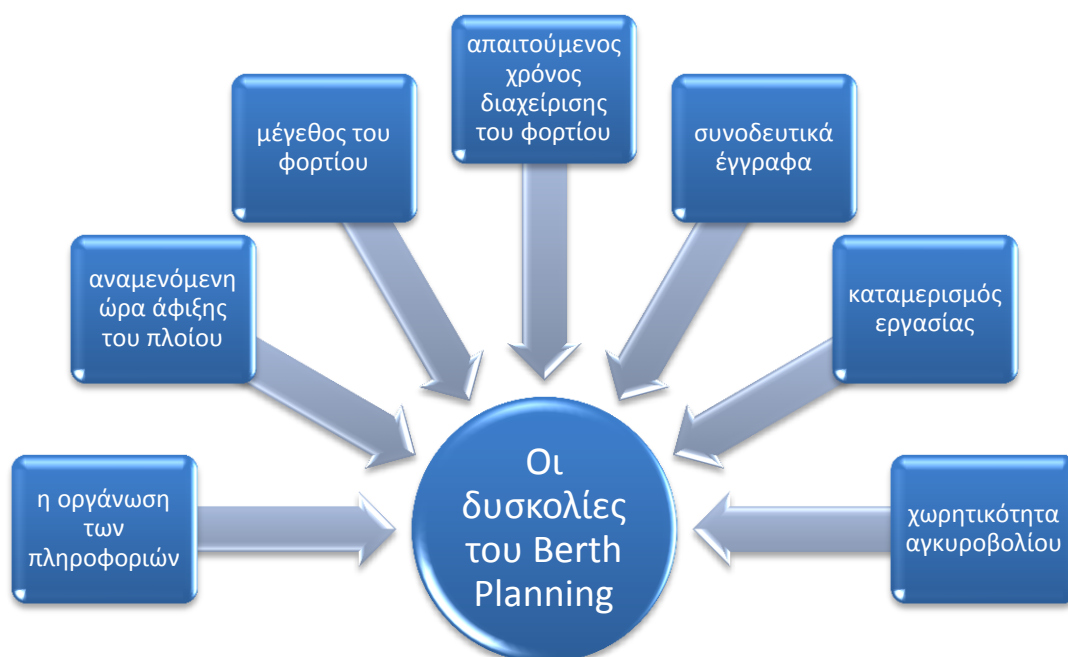 απαιτούμενος
χρόνος
διαχείρισης
του φορτίου
μέγεθος του
φορτίου
συνοδευτικά
έγγραφα
αναμενόμενη
ώρα άφιξης
του πλοίου
καταμερισμός
εργασίας
η οργάνωση
των
πληροφοριών
Οι
δυσκολίες
του Berth
Planning
χωρητικότητα
αγκυροβολίου